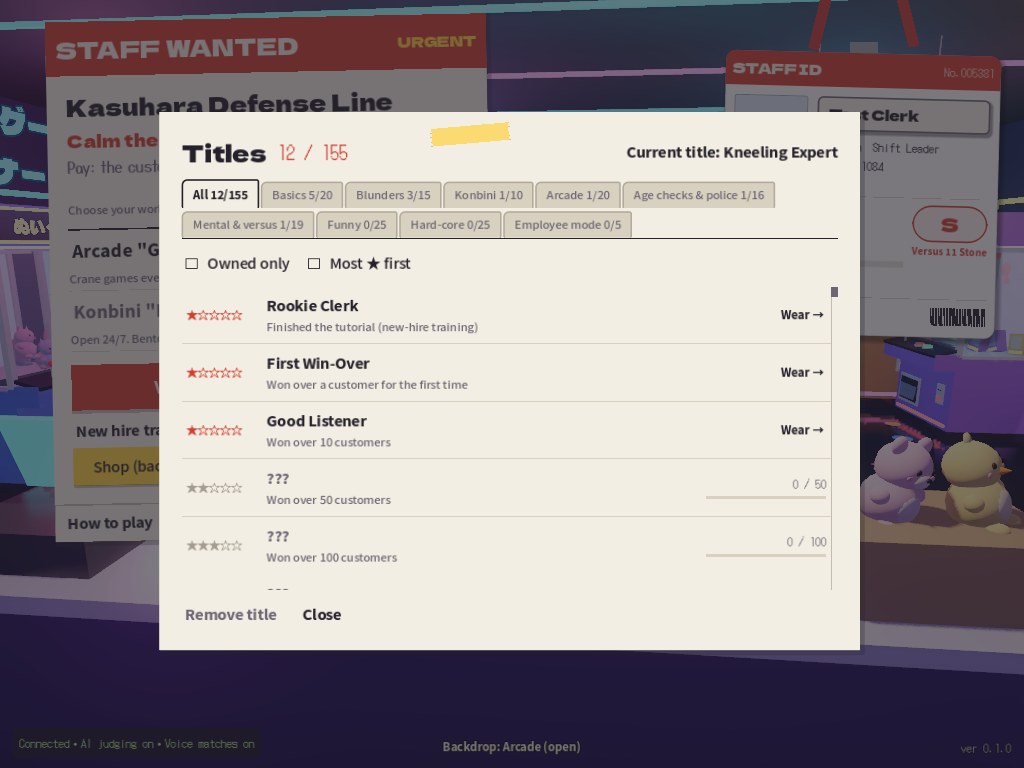 STAFF WANTED
URGENT
Kasuhara Defense Line
Calm the
Pay: the
Choose your
Arcade "G
Crane games
Konbini "
Open 24/7.
New hire
Shop
How to play
STAFF ID
No. 005381
Clerk
Shift Leader
1084
S
Versus 11 Stone
Titles 12 / 155
Current title: Kneeling Expert
All 12/155
Basics 5/20
Blunders 3/15
Konbini 1/10
Arcade 1/20
Age checks & police 1/16
Mental & versus 1/19
Funny 0/25
Hard-core 0/25
Employee mode 0/5
Owned only
Most ★ first
★☆☆☆☆ Rookie Clerk
Finished the tutorial (new-hire training)
Wear →
★☆☆☆☆ First Win-Over
Won over a customer for the first time
Wear →
★☆☆☆☆ Good Listener
Won over 10 customers
Wear →
★★☆☆☆ ???
Won over 50 customers
0 / 50
★★★☆☆ ???
Won over 100 customers
0 / 100
Remove title
Close
Connected • AI judging on • Voice matches on
Backdrop: Arcade (open)
ver 0.1.0